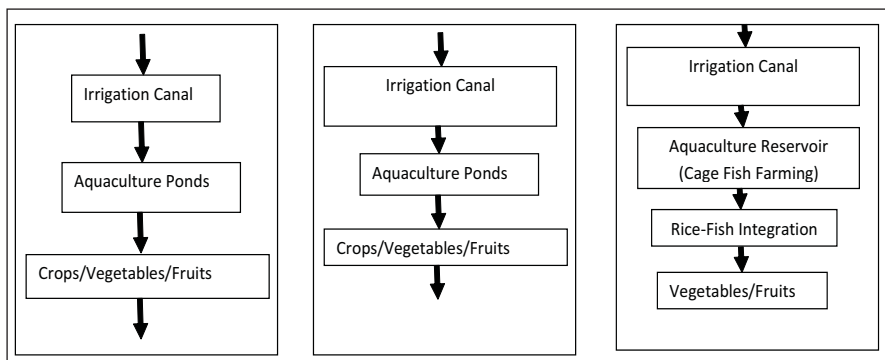 Irrigation Canal
Aquaculture Ponds
Crops/Vegetables/Fruits
Irrigation Canal
Aquaculture Ponds
Crops/Vegetables/Fruits
Irrigation Canal
Aquaculture Reservoir
(Cage Fish Farming)
Rice-Fish Integration
Vegetables/Fruits